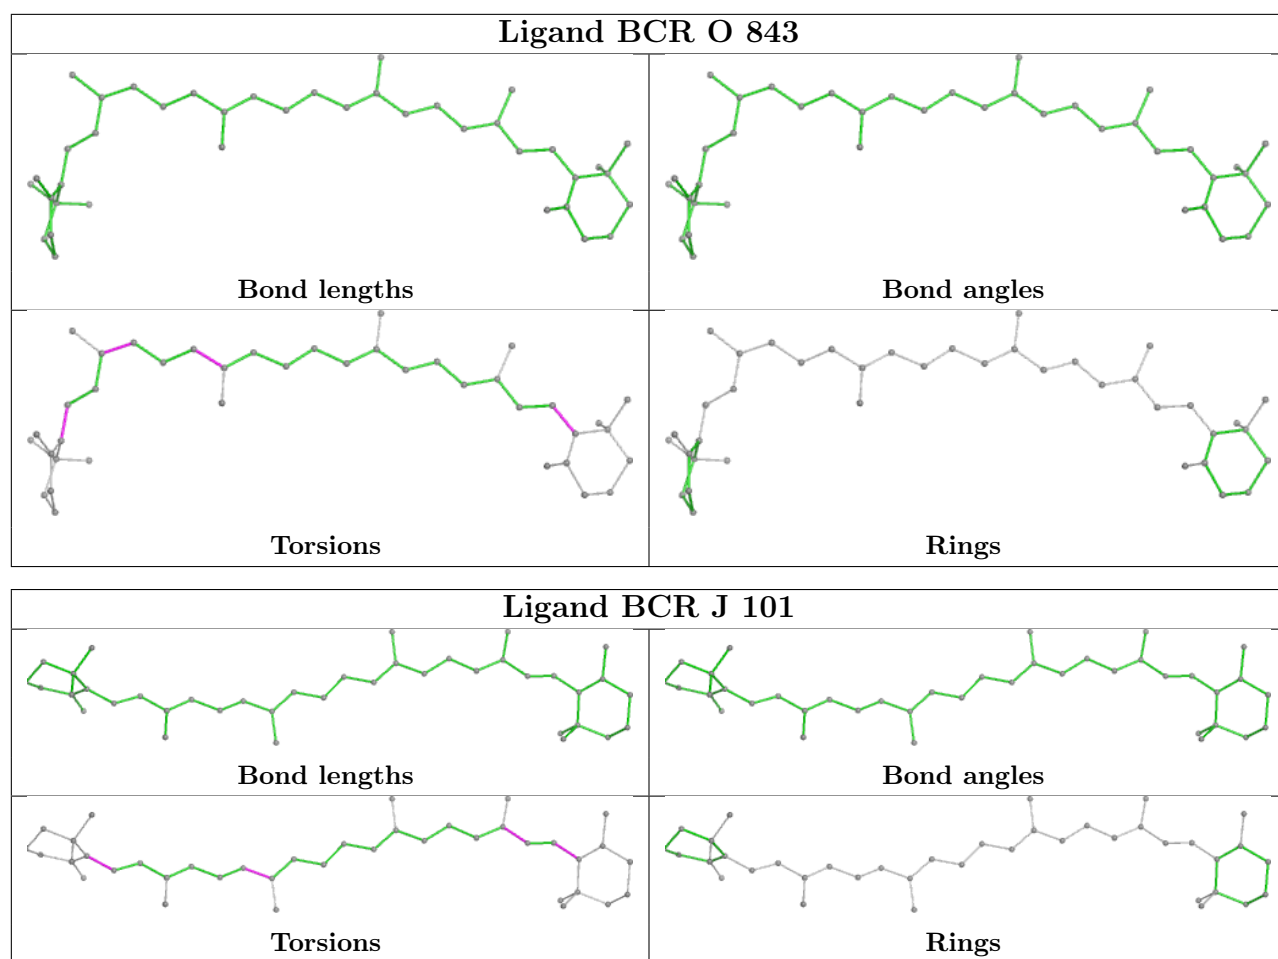 Ligand BCR O 843
Bond lengths
Bond angles
Torsions
Rings
Ligand BCR J 101
Bond lengths
Bond angles
Torsions
Rings